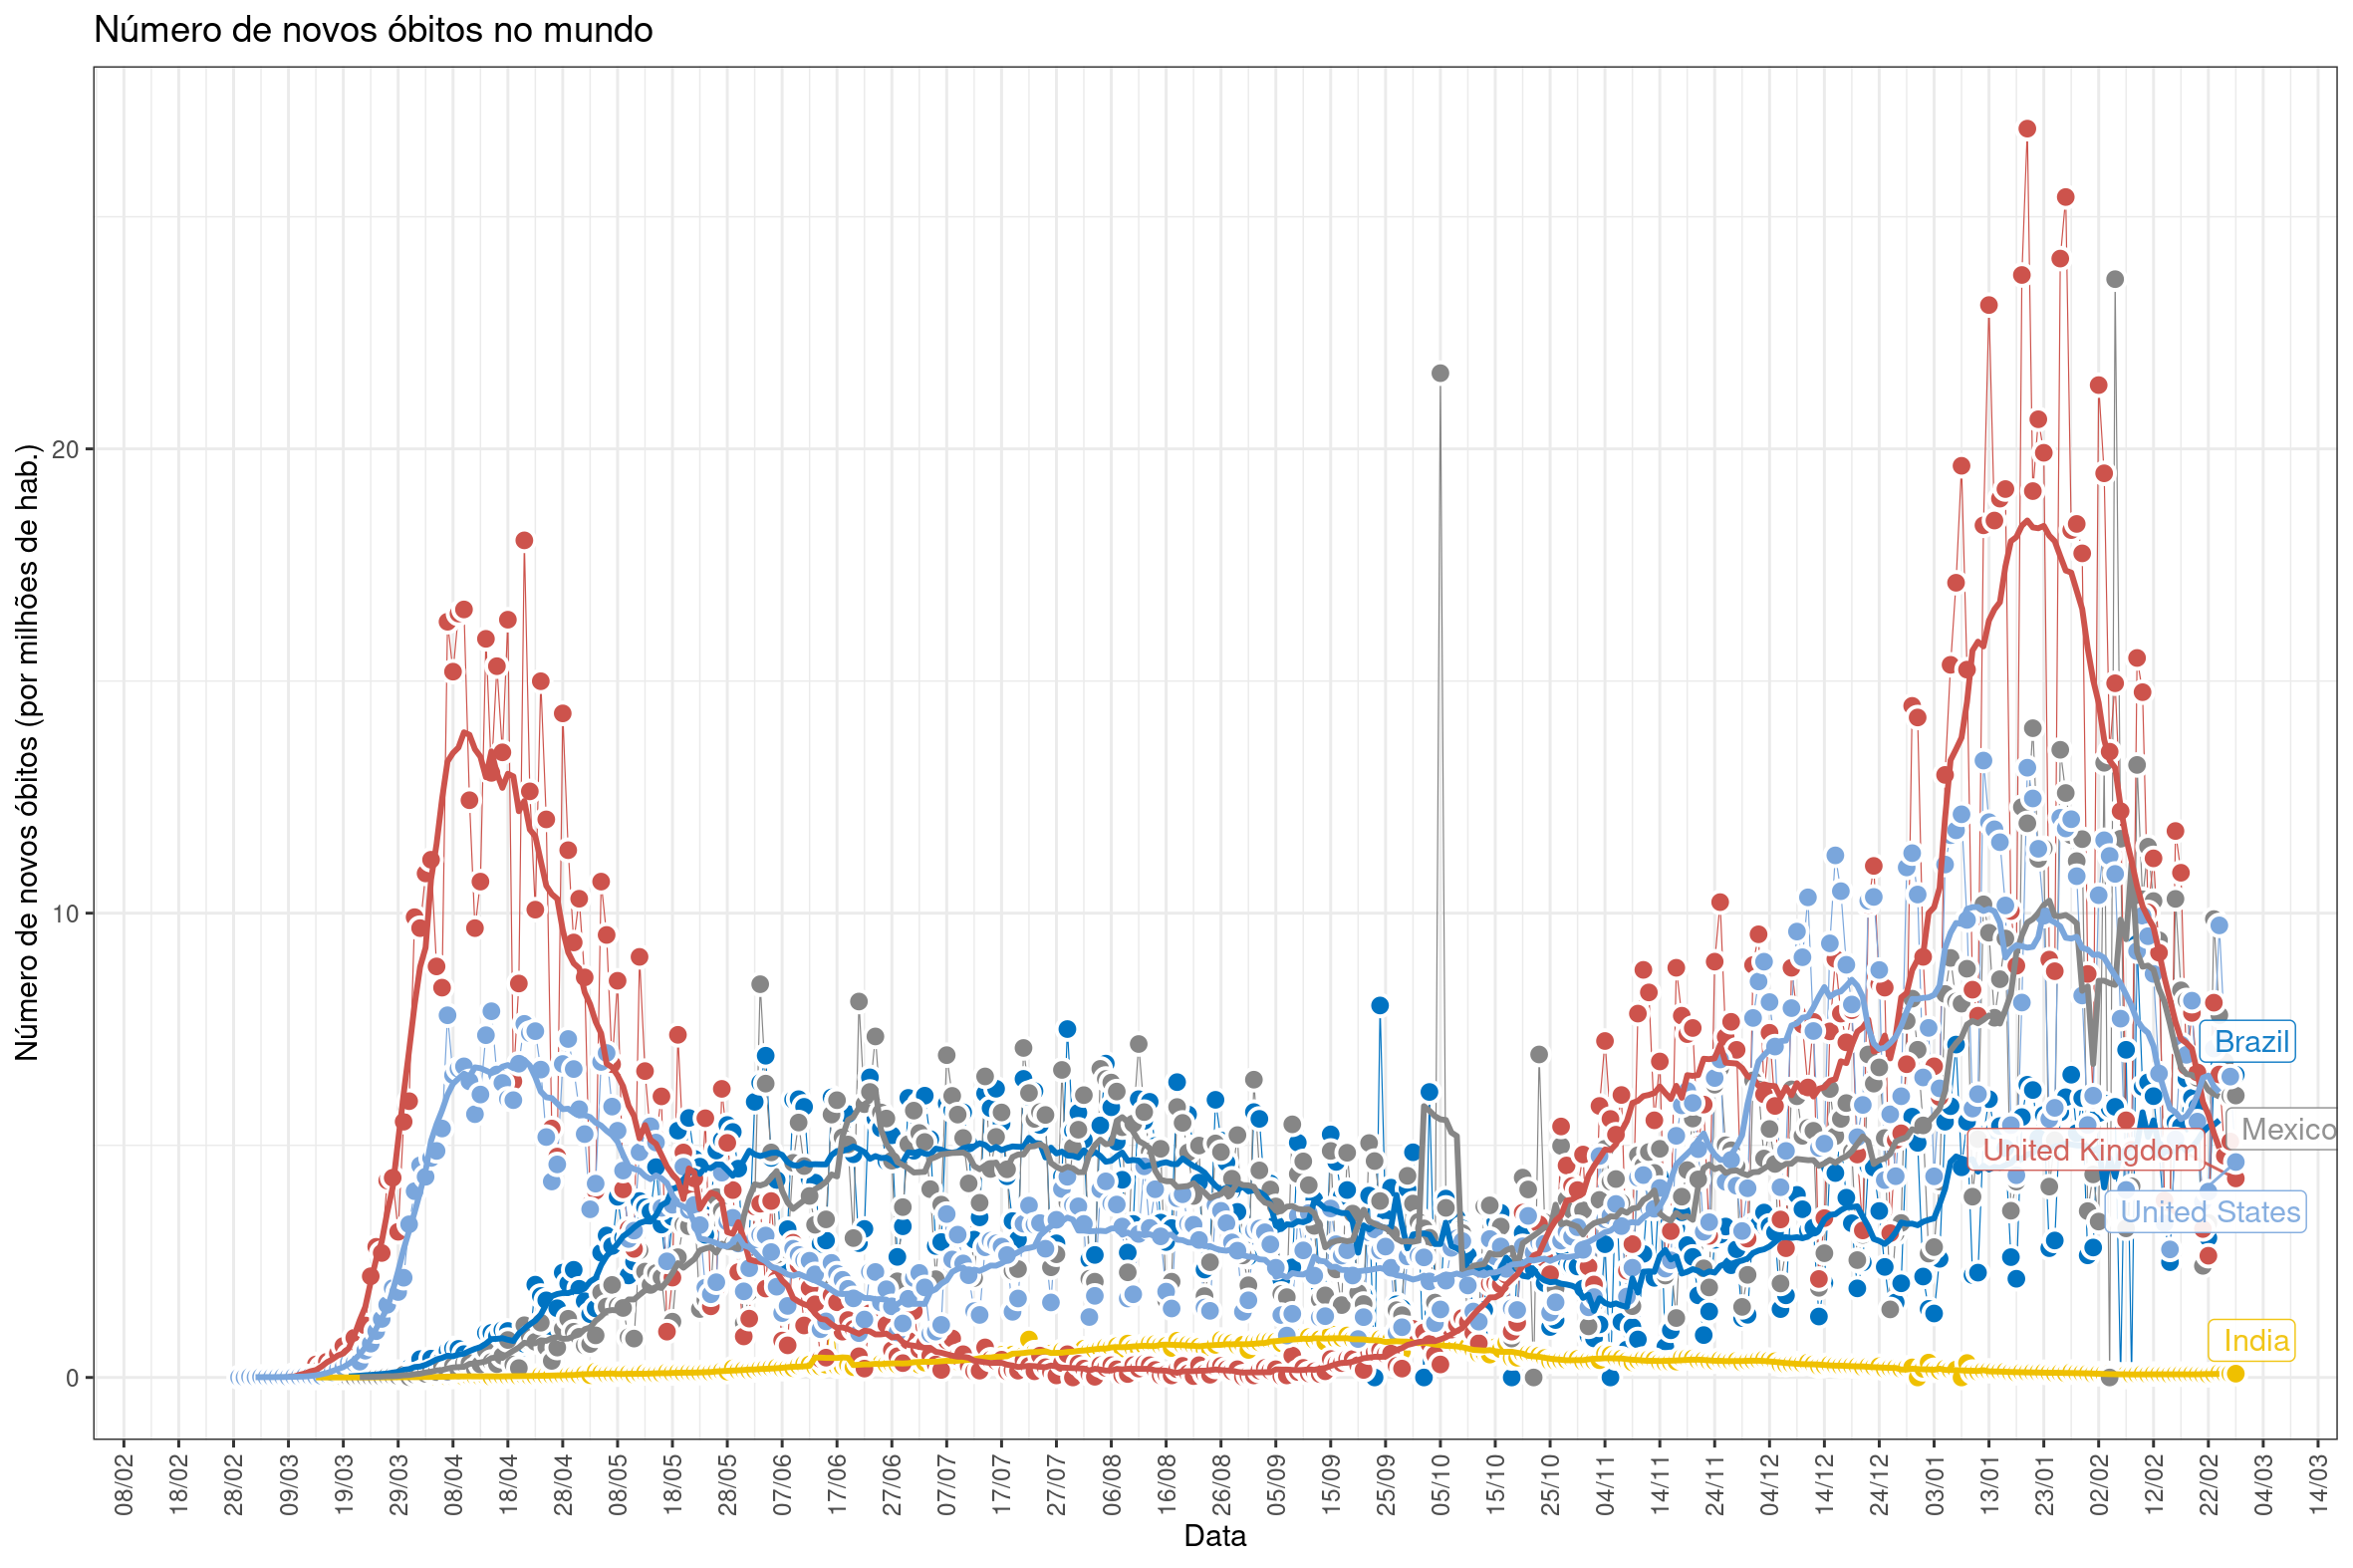 Número de novos óbitos no mundo
Número de novos óbitos (por milhões de hab.)
20
10
0
Brazil
Mexico
United Kingdom
United States
India
08/02 18/02 28/02 09/03 19/03 29/03 08/04 18/04 28/04 08/05 18/05 28/05 07/06 17/06 27/06 07/07 17/07 27/07 06/08 16/08 26/08 05/09 15/09 25/09 05/10 15/10 25/10 04/11 14/11 24/11 04/12 14/12 24/12 03/01 13/01 23/01 02/02 12/02 22/02 04/03 14/03
Data